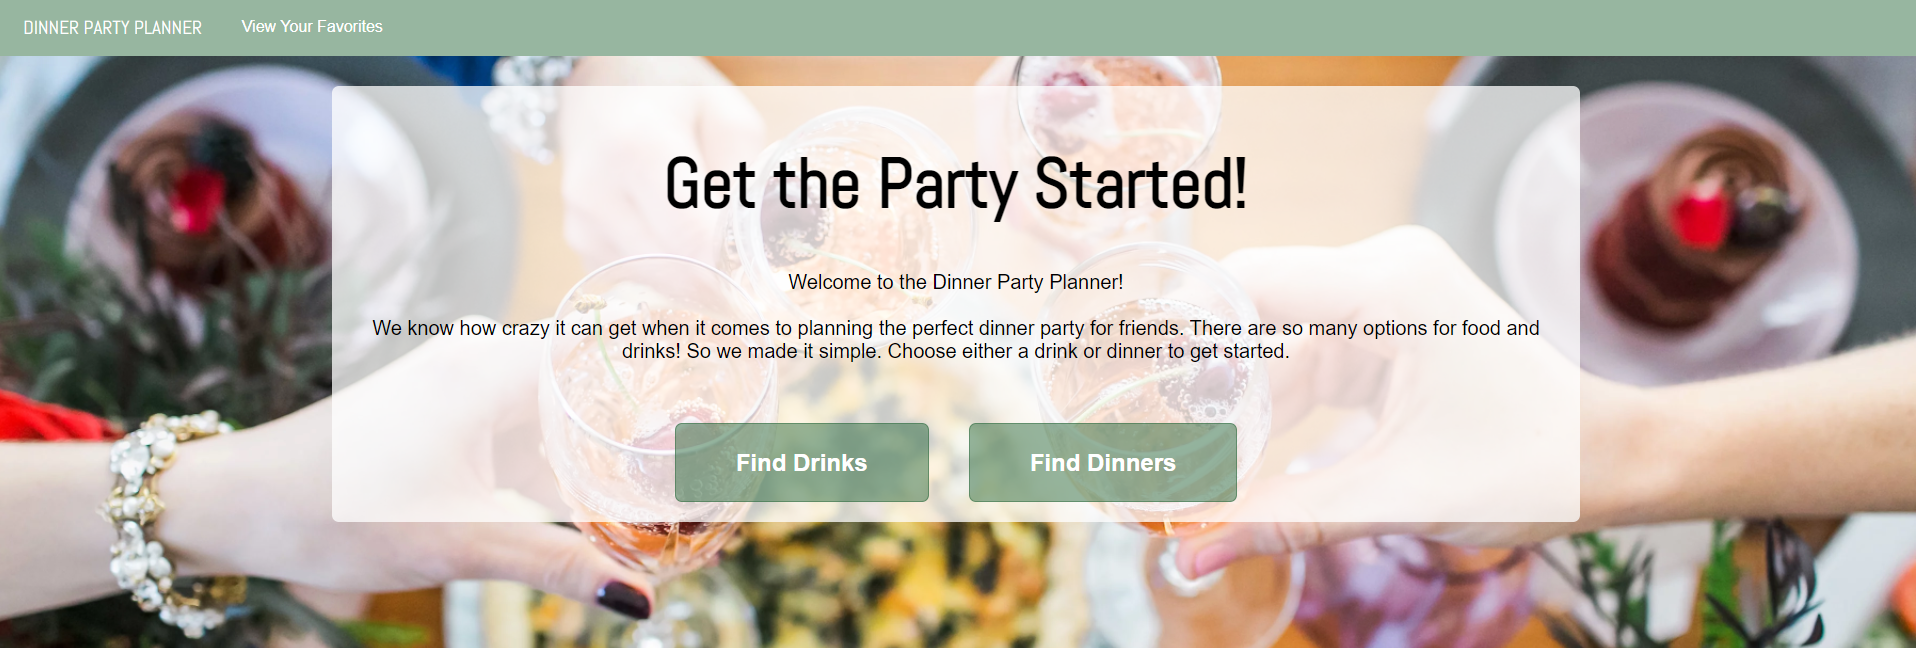 DINNER PARTY PLANNER View Your Favorites
Get the Party Started!
Welcome to the Dinner Party Planner!
We know how crazy it can get when it comes to planning the perfect dinner party for friends. There are so many options for food and
drinks! So we made it simple. Choose either a drink or dinner to get started.
Find Drinks Find Dinners